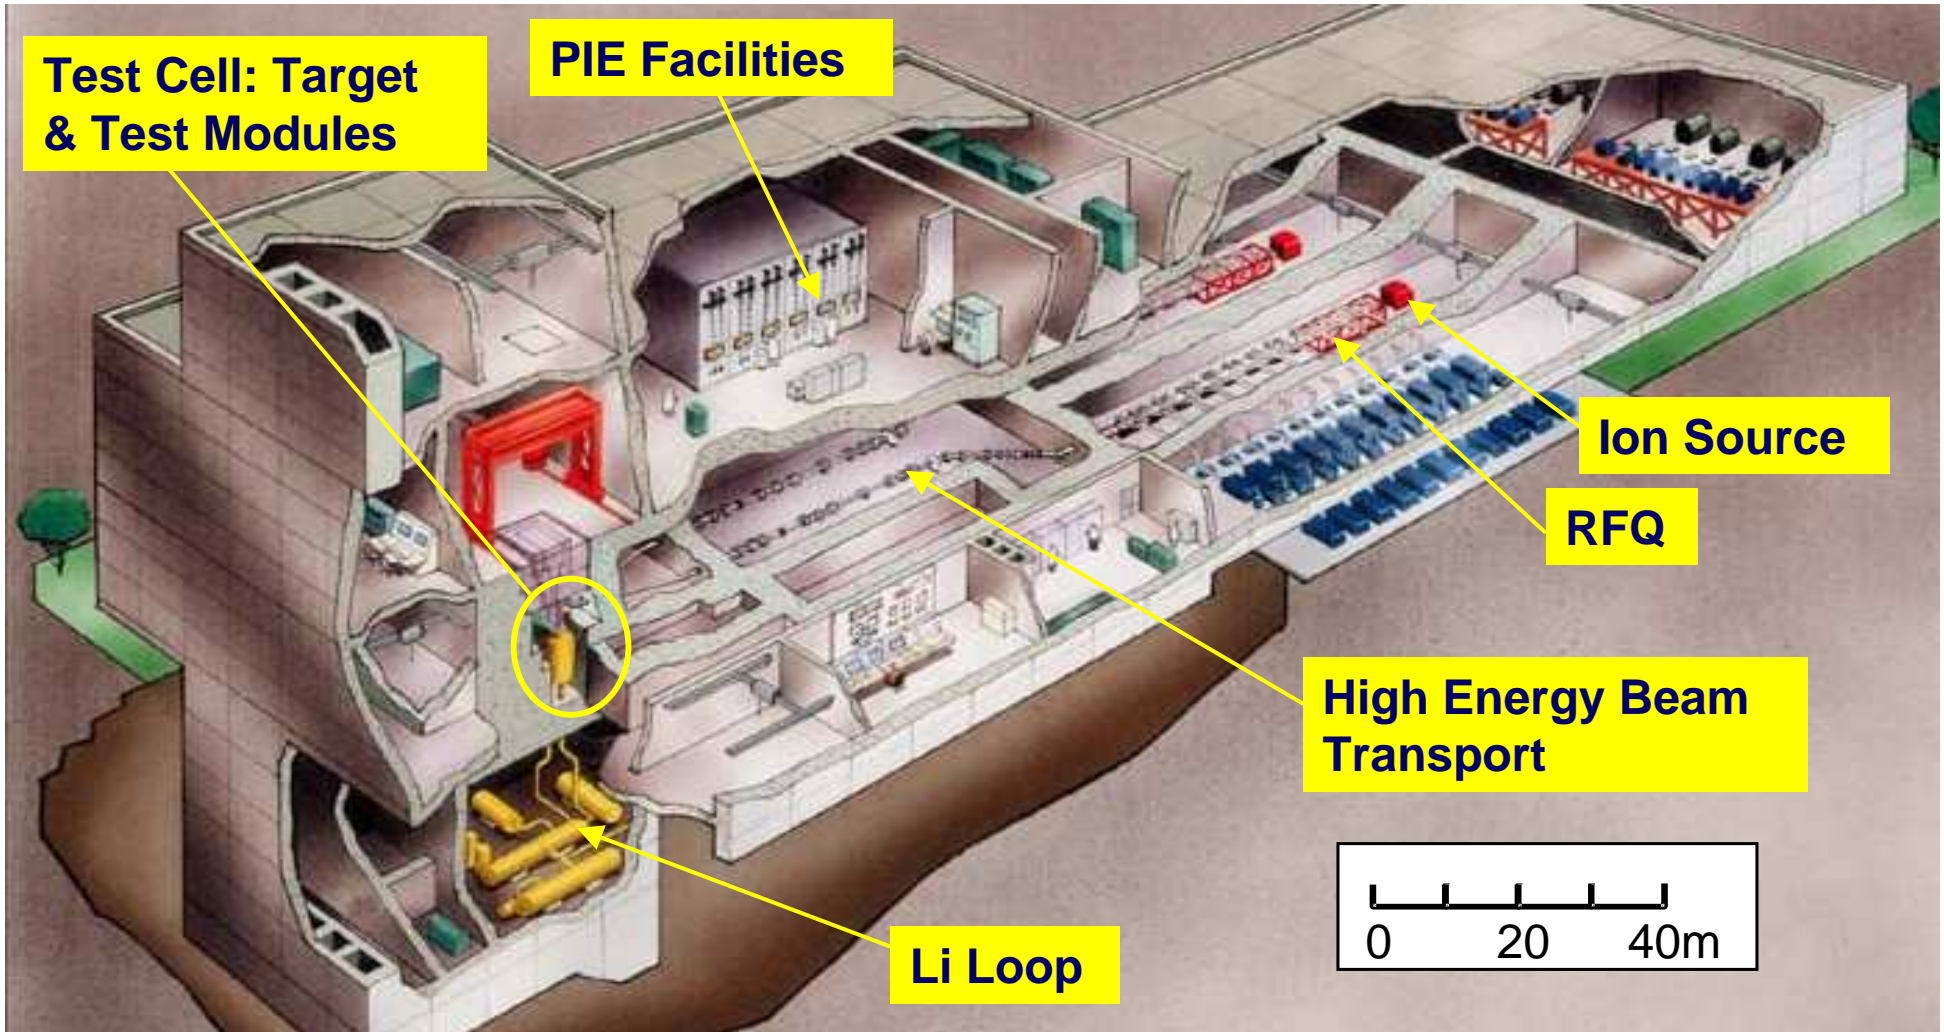 Test Cell: Target
& Test Modules
PIE Facilities
Ion Source
RFQ
High Energy Beam
Transport
Li Loop
0 20 40m